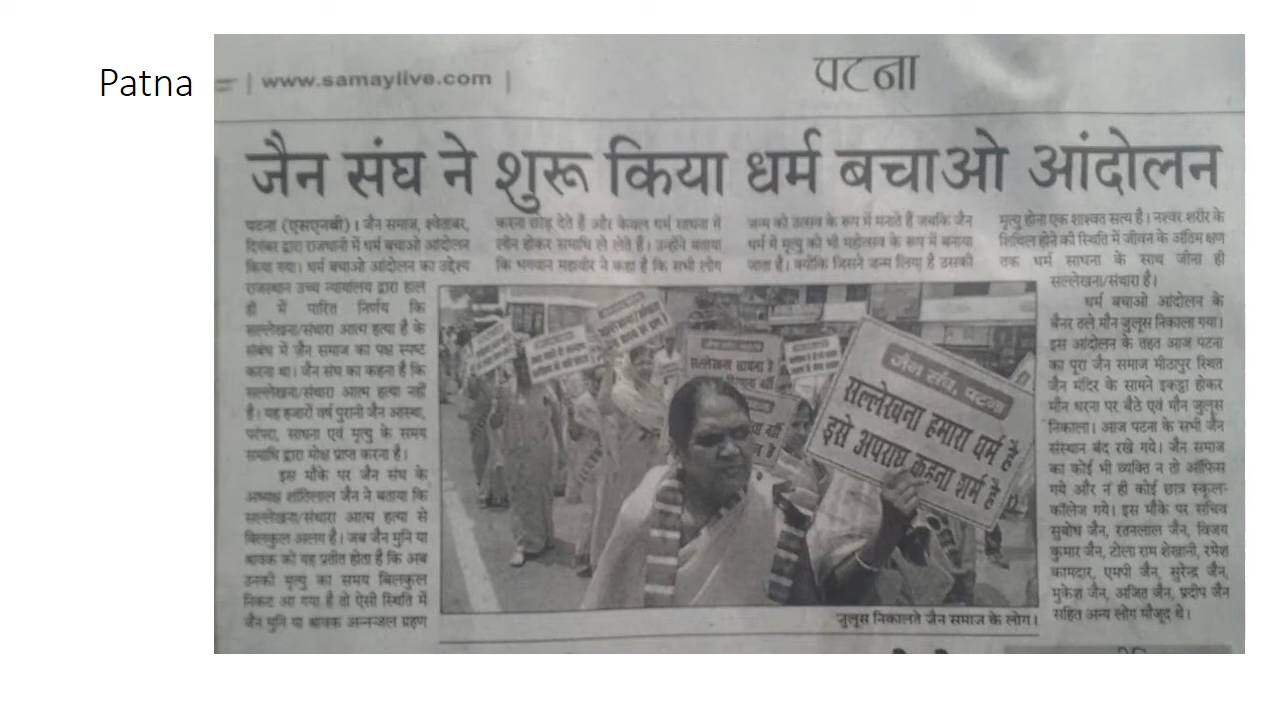 Patna
www.samaylive.com
पटना
जैन संघ ने शुरू किया धर्म बचाओ आंदोलन
पटना (एसएनबी)। जैन समाज, श्वेताबर,
दिगंबर द्वारा राजधानी में धर्म बचाओ आंदोलन
किया गया। धर्म बचाओ आंदोलन का उद्देश्य
राजस्थान उच्च न्यायालय द्वारा हाल
ही में पारित निर्णय कि
सल्लेखना/संथारा आत्म हत्या है के
संबंध में जैन समाज का पक्ष स्पष्ट
करना था। जैन संघ का कहना है कि
सल्लेखना/संथारा आत्म हत्या नहीं
है। यह हजारों वर्ष पुरानी जैन आस्था,
परंपरा, साधना एवं मृत्यु के समय
समाधि द्वारा मोक्ष प्राप्त करना है।
इस मौके पर जैन संघ के
अध्यक्ष शांतिलाल जैन ने बताया कि
सल्लेखना/संथारा आत्म हत्या से
बिलकुल अलग है। जब जैन मुनि या
श्रावक को यह प्रतीत होता है कि अब
उनकी मृत्यु का समय बिलकुल
निकट आ गया है तो ऐसी स्थिति में
जैन मुनि या श्रावक अन्नजल ग्रहण
करना छोड़ देते हैं और केवल धर्म साधना में
लीन होकर समाधि ले लेते हैं। उन्होंने बताया
कि भगवान महावीर ने कहा है कि सभी लोग
जन्म को उत्सव के रूप में मनाते हैं जबकि जैन
धर्म में मृत्यु को भी महोत्सव के रूप में बनाया
जाता है। क्योंकि जिसने जन्म लिया है उसकी
मृत्यु होना एक शाश्वत सत्य है। नश्वर शरीर के
शिथिल होने की स्थिति में जीवन के अंतिम क्षण
तक धर्म साधना के साथ जीना ही
सल्लेखना/संथारा है।
धर्म बचाओ आंदोलन के
बैनर तले मौन जुलूस निकाला गया।
इस आंदोलन के तहत आज पटना
का पूरा जैन समाज मीठापुर स्थित
जैन मंदिर के सामने इकट्ठा होकर
मौन धरना पर बैठे एवं मौन जुलूस
निकाला। आज पटना के सभी जैन
संस्थान बंद रखे गये। जैन समाज
का कोई भी व्यक्ति न तो ऑफिस
गये और न ही कोई छात्र स्कूल-
कॉलेज गये। इस मौके पर सचिव
सुबोध जैन, रतनलाल जैन, विजय
कुमार जैन, टोला राम शेखानी, रमेश
कामदार, एमपी जैन, सुरेन्द्र जैन,
मुकेश जैन, अजित जैन, प्रदीप जैन
सहित अन्य लोग मौजूद थे।
जैन संघ, पटना
सल्लेखना हमारा धर्म है
इसे अपराध कहना शर्म है
जुलूस निकालते जैन समाज के लोग।